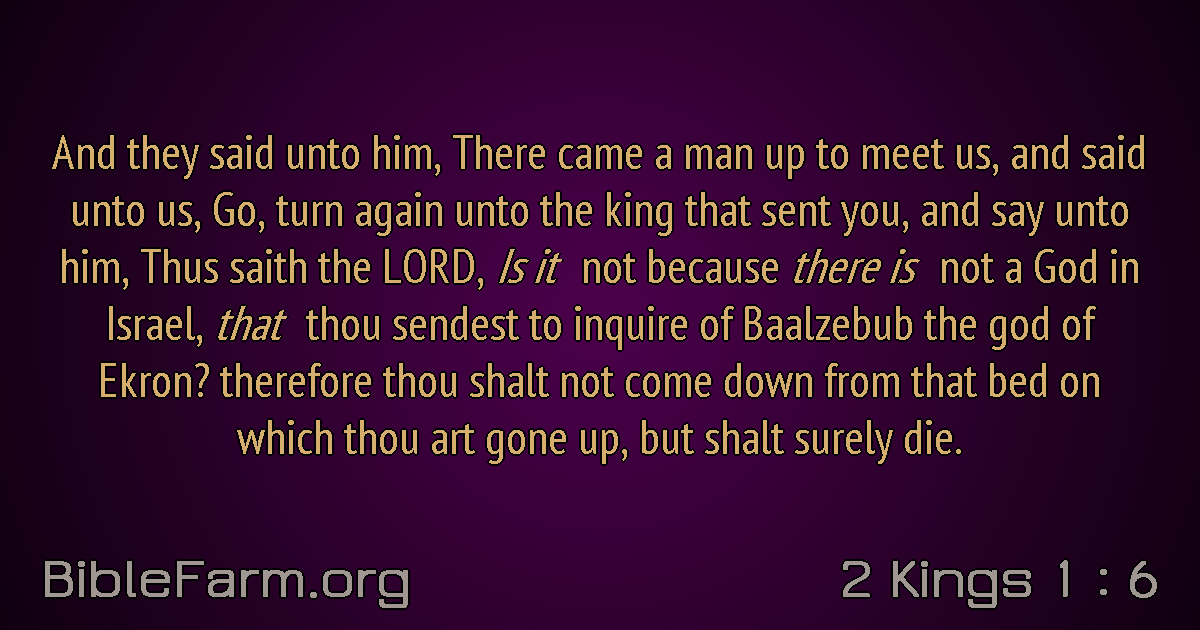 And they said unto him, There came a man up to meet us, and said
unto us, Go, turn again unto the king that sent you, and say unto
him, Thus saith the LORD, Is it not because there is not a God in
Israel, that thou sendest to inquire of Baalzebub the god of
Ekron? therefore thou shalt not come down from that bed on
which thou art gone up, but shalt surely die.
BibleFarm.org
2 Kings 1 : 6